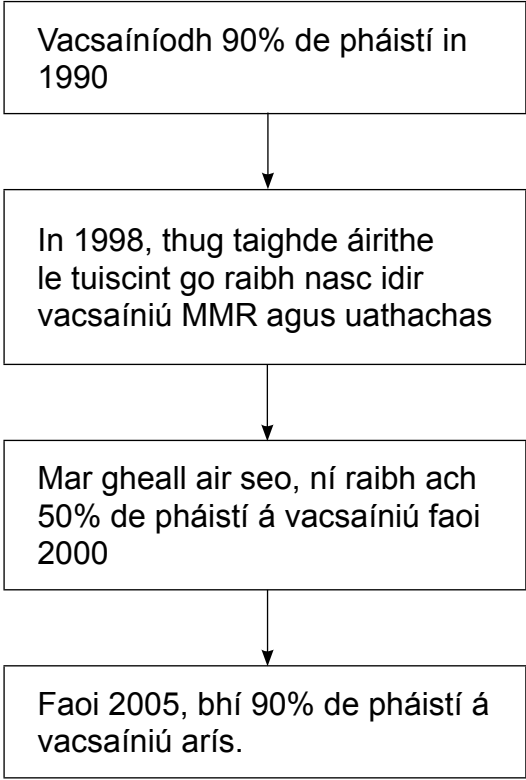 Vacsaíníodh 90% de pháistí in
1990
In 1998, thug taighde áirithe
le tuiscint go raibh nasc idir
vacsaíniú MMR agus uathachas
Mar gheall air seo, ní raibh ach
50% de pháistí á vacsaíniú faoi
2000
Faoi 2005, bhí 90% de pháistí á
vacsaíniú arís.